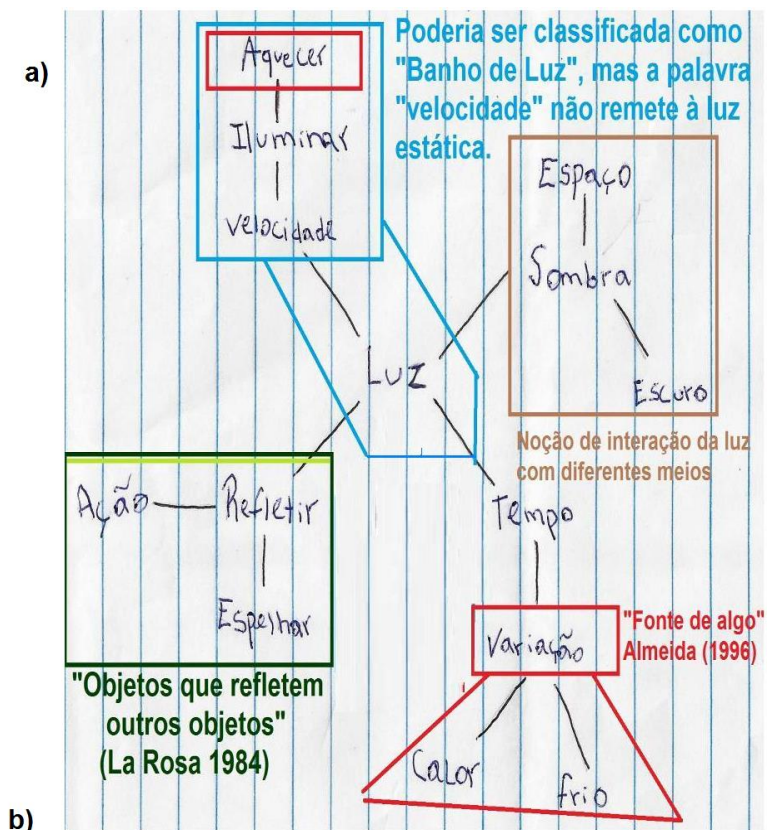 a)
Aquecer
Iluminar
velocidade
Poderia ser classificada como
"Banho de Luz", mas a palavra
"velocidade" não remete à luz
estática.
Espaço
Sombra
Escuro
Noção de interação da luz
com diferentes meios
Luz
Ação
Refletir
Espelhar
"Objetos que refletem
outros objetos"
(La Rosa 1984)
Tempo
Variação
Calor
frio
"Fonte de algo"
Almeida (1996)
b)